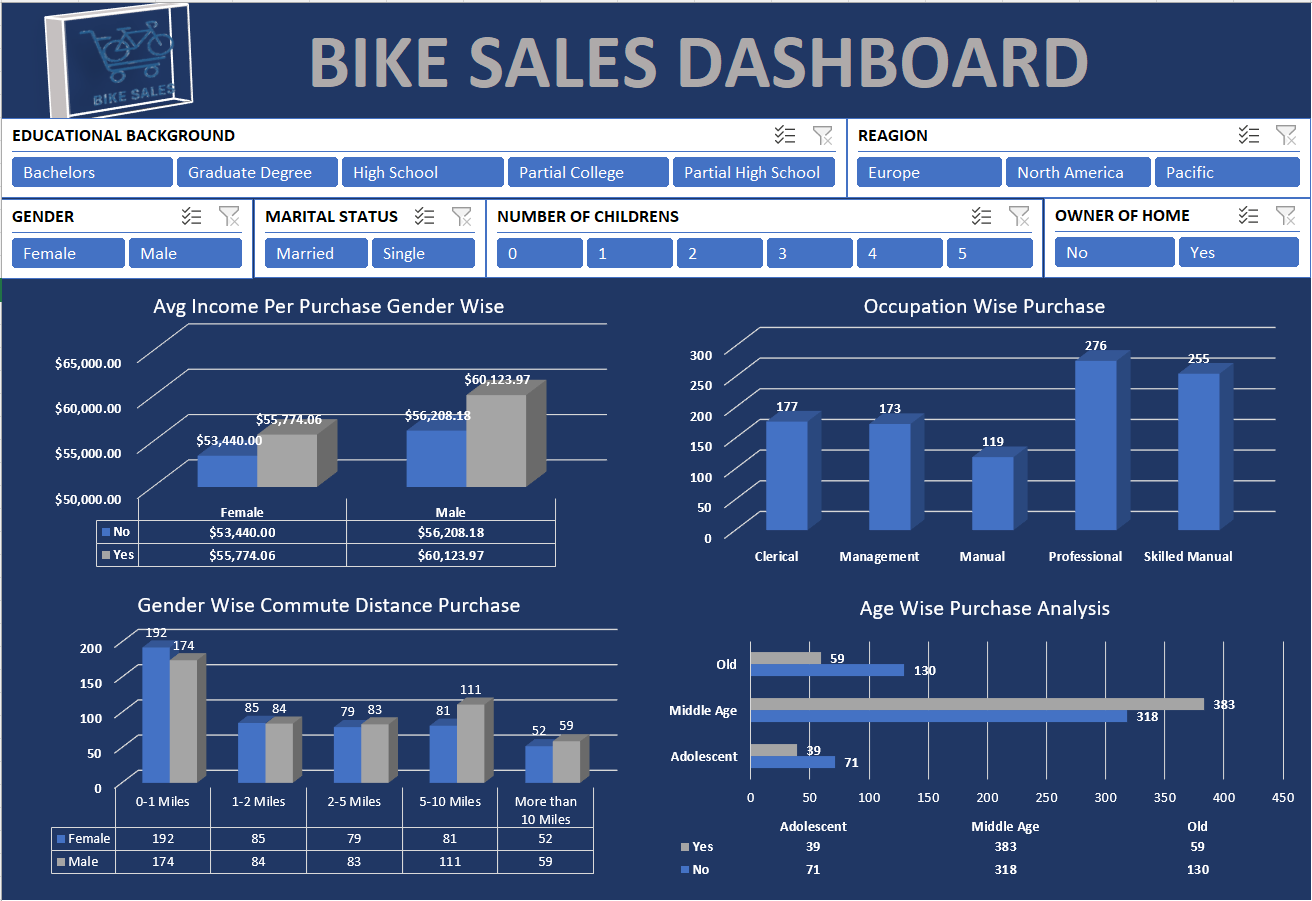 BIKE SALES
BIKE SALES DASHBOARD
EDUCATIONAL BACKGROUND
Bachelors
Graduate Degree
High School
Partial College
Partial High School
REAGION
Europe
North America
Pacific
GENDER
Female
Male
MARITAL STATUS
Married
Single
NUMBER OF CHILDRENS
0
1
2
3
4
5
OWNER OF HOME
No
Yes
Avg Income Per Purchase Gender Wise
$65,000.00
$60,000.00
$55,000.00
$50,000.00
$53,440.00
$55,774.06
$56,208.18
$60,123.97
Female Male
No $53,440.00 $56,208.18
Yes $55,774.06 $60,123.97
Occupation Wise Purchase
300
250
200
150
100
50
0
177
173
119
276
255
Clerical Management Manual Professional Skilled Manual
Gender Wise Commute Distance Purchase
200
150
100
50
0
192
174
85
84
79
83
81
111
52
59
0-1 Miles 1-2 Miles 2-5 Miles 5-10 Miles More than
10 Miles
Female 192 85 79 81 52
Male 174 84 83 111 59
Age Wise Purchase Analysis
Old
59
130
Middle Age
383
318
Adolescent
39
71
0 50 100 150 200 250 300 350 400 450
Adolescent Middle Age Old
Yes 39 383 59
No 71 318 130